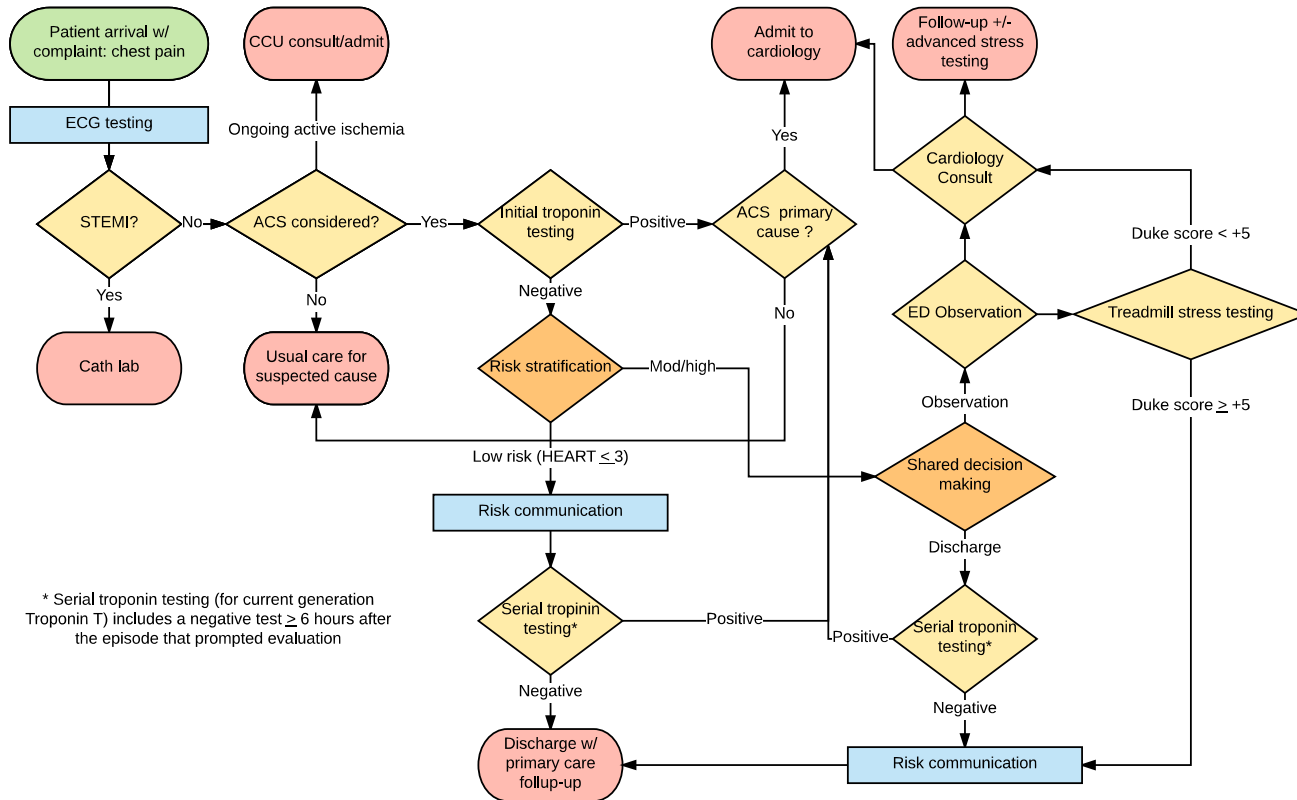 Patient arrival w/
complaint: chest pain
CCU consult/admit
Admit to
cardiology
Follow-up +/-
advanced stress
testing
ECG testing
Ongoing active ischemia
Yes
Cardiology
Consult
STEMI?
No
ACS considered?
Yes
Initial troponin
testing
Positive
ACS primary
cause ?
Duke score < +5
Yes
No
Negative
No
ED Observation
Treadmill stress testing
Cath lab
Usual care for
suspected cause
Risk stratification
Mod/high
Observation
Duke score ≥ +5
Low risk (HEART ≤ 3)
Shared decision
making
Risk communication
Discharge
* Serial troponin testing (for current generation
Troponin T) includes a negative test ≥ 6 hours after
the episode that prompted evaluation
Serial tropinin
testing*
Positive
Positive
Serial troponin
testing*
Negative
Negative
Discharge w/
primary care
follup-up
Risk communication